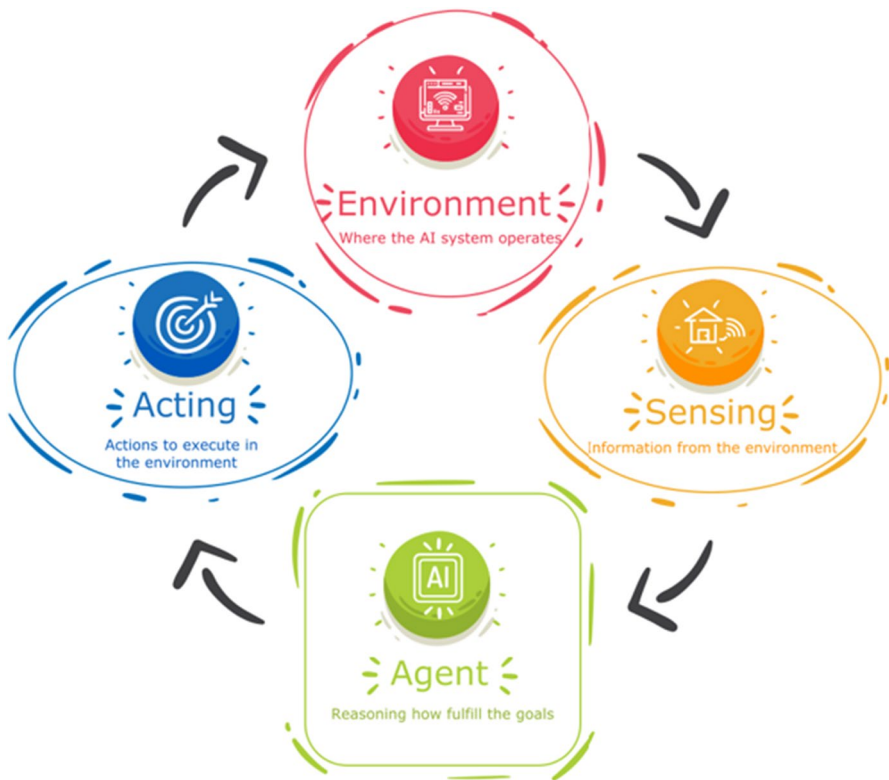 Environment
Where the AI system operates
Acting
Actions to execute in
the environment
Sensing
Information from the environment
AI
Agent
Reasoning how fulfill the goals